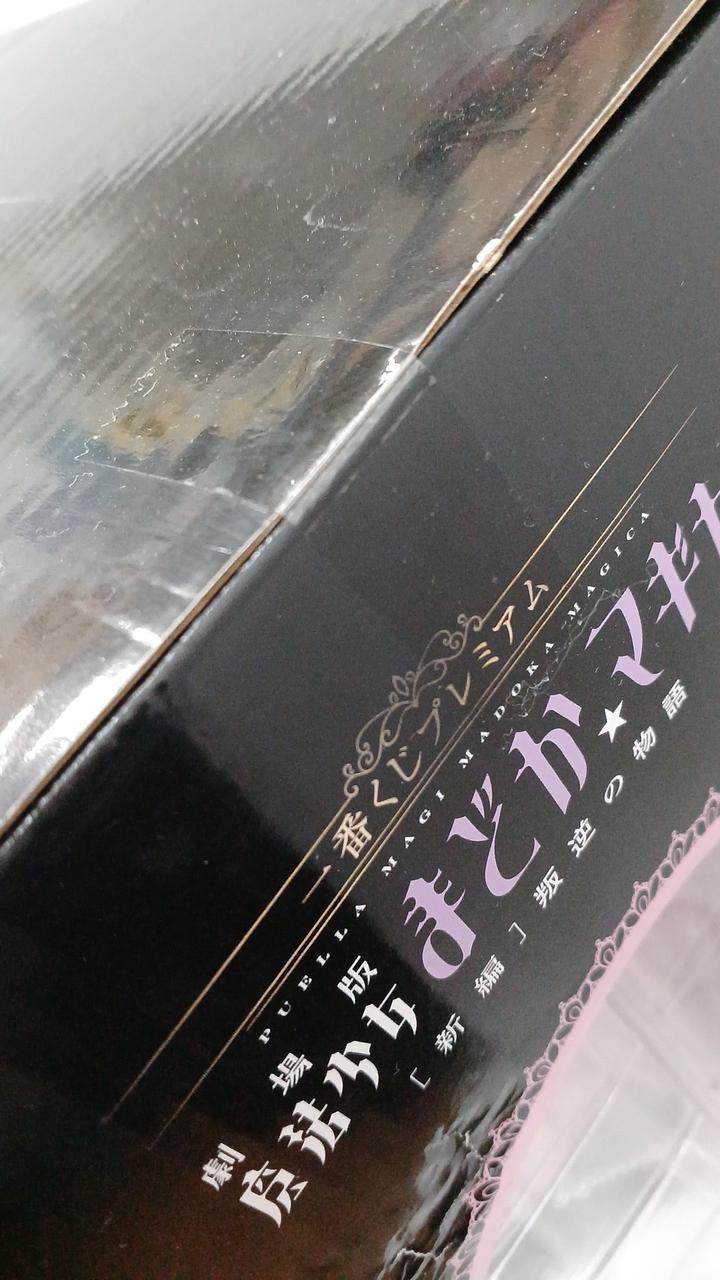 一番くじプレミアム
PUELLA MAGI MADOKA MAGICA
劇場版
魔法少女まどか★マギカ
[新編]叛逆の物語